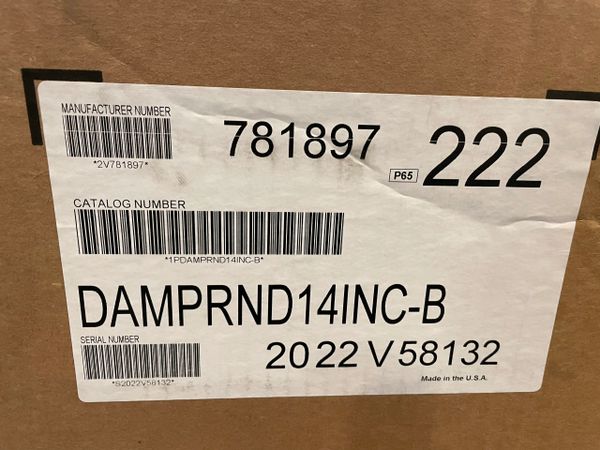 MANUFACTURER NUMBER
*2V781897*
781897
P65
222
CATALOG NUMBER
*1PDAMPRND14INC-B*
DAMPRND14INC-B
SERIAL NUMBER
*S2022V58132*
2022V58132
Made in the U.S.A.